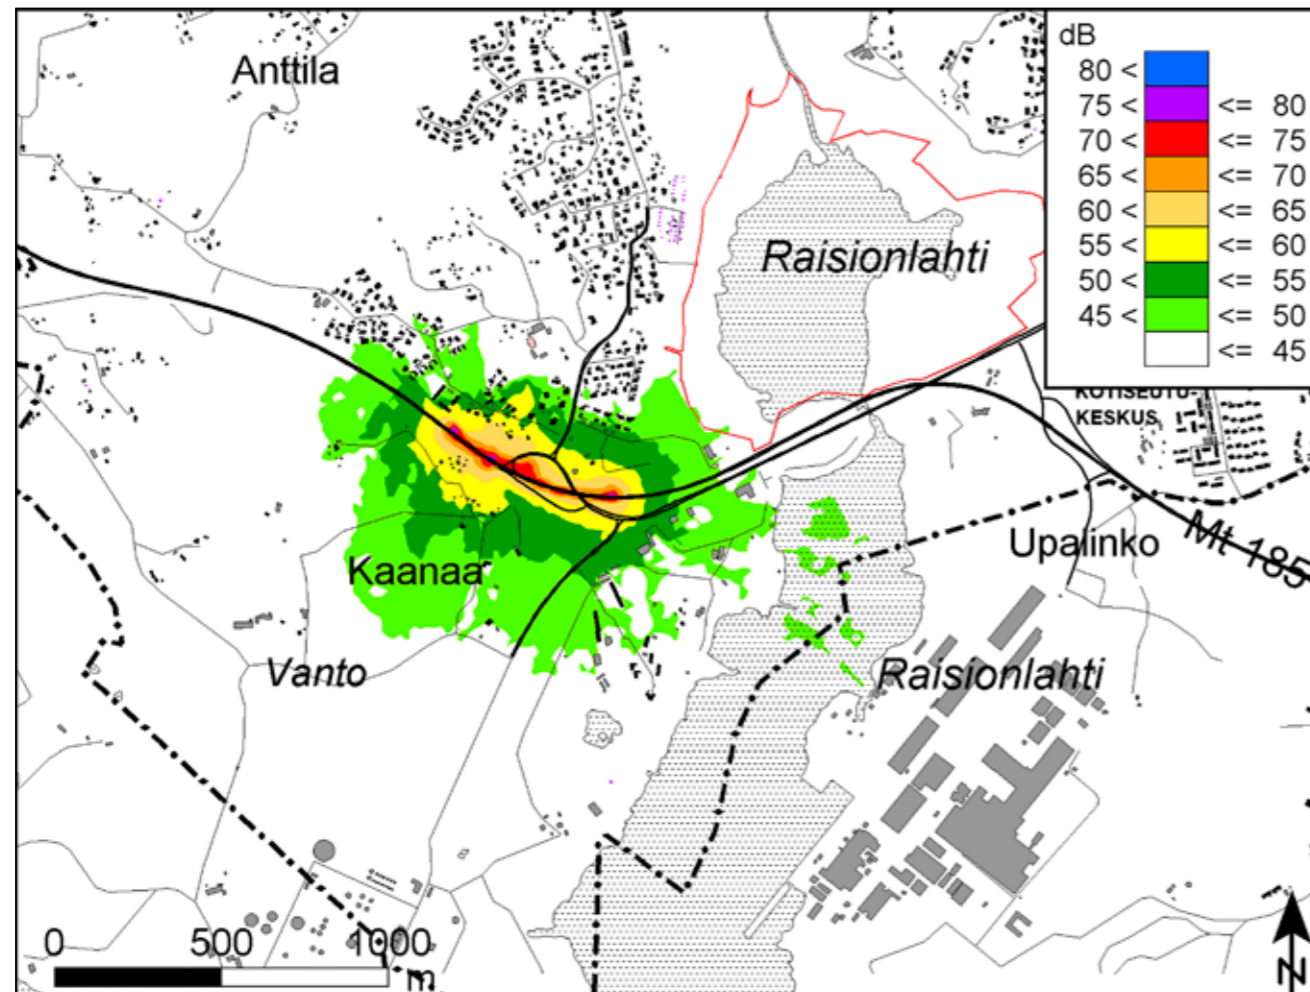 Anttila
dB
80 <
75 < <= 80
70 < <= 75
65 < <= 70
60 < <= 65
55 < <= 60
50 < <= 55
45 < <= 50
<= 45
Raisionlahti
KOTISEUTU-
KESKUS
Mt 185
Upalinko
Kaanaa
Vanto
Raisionlahti
0 500 1000
m
N